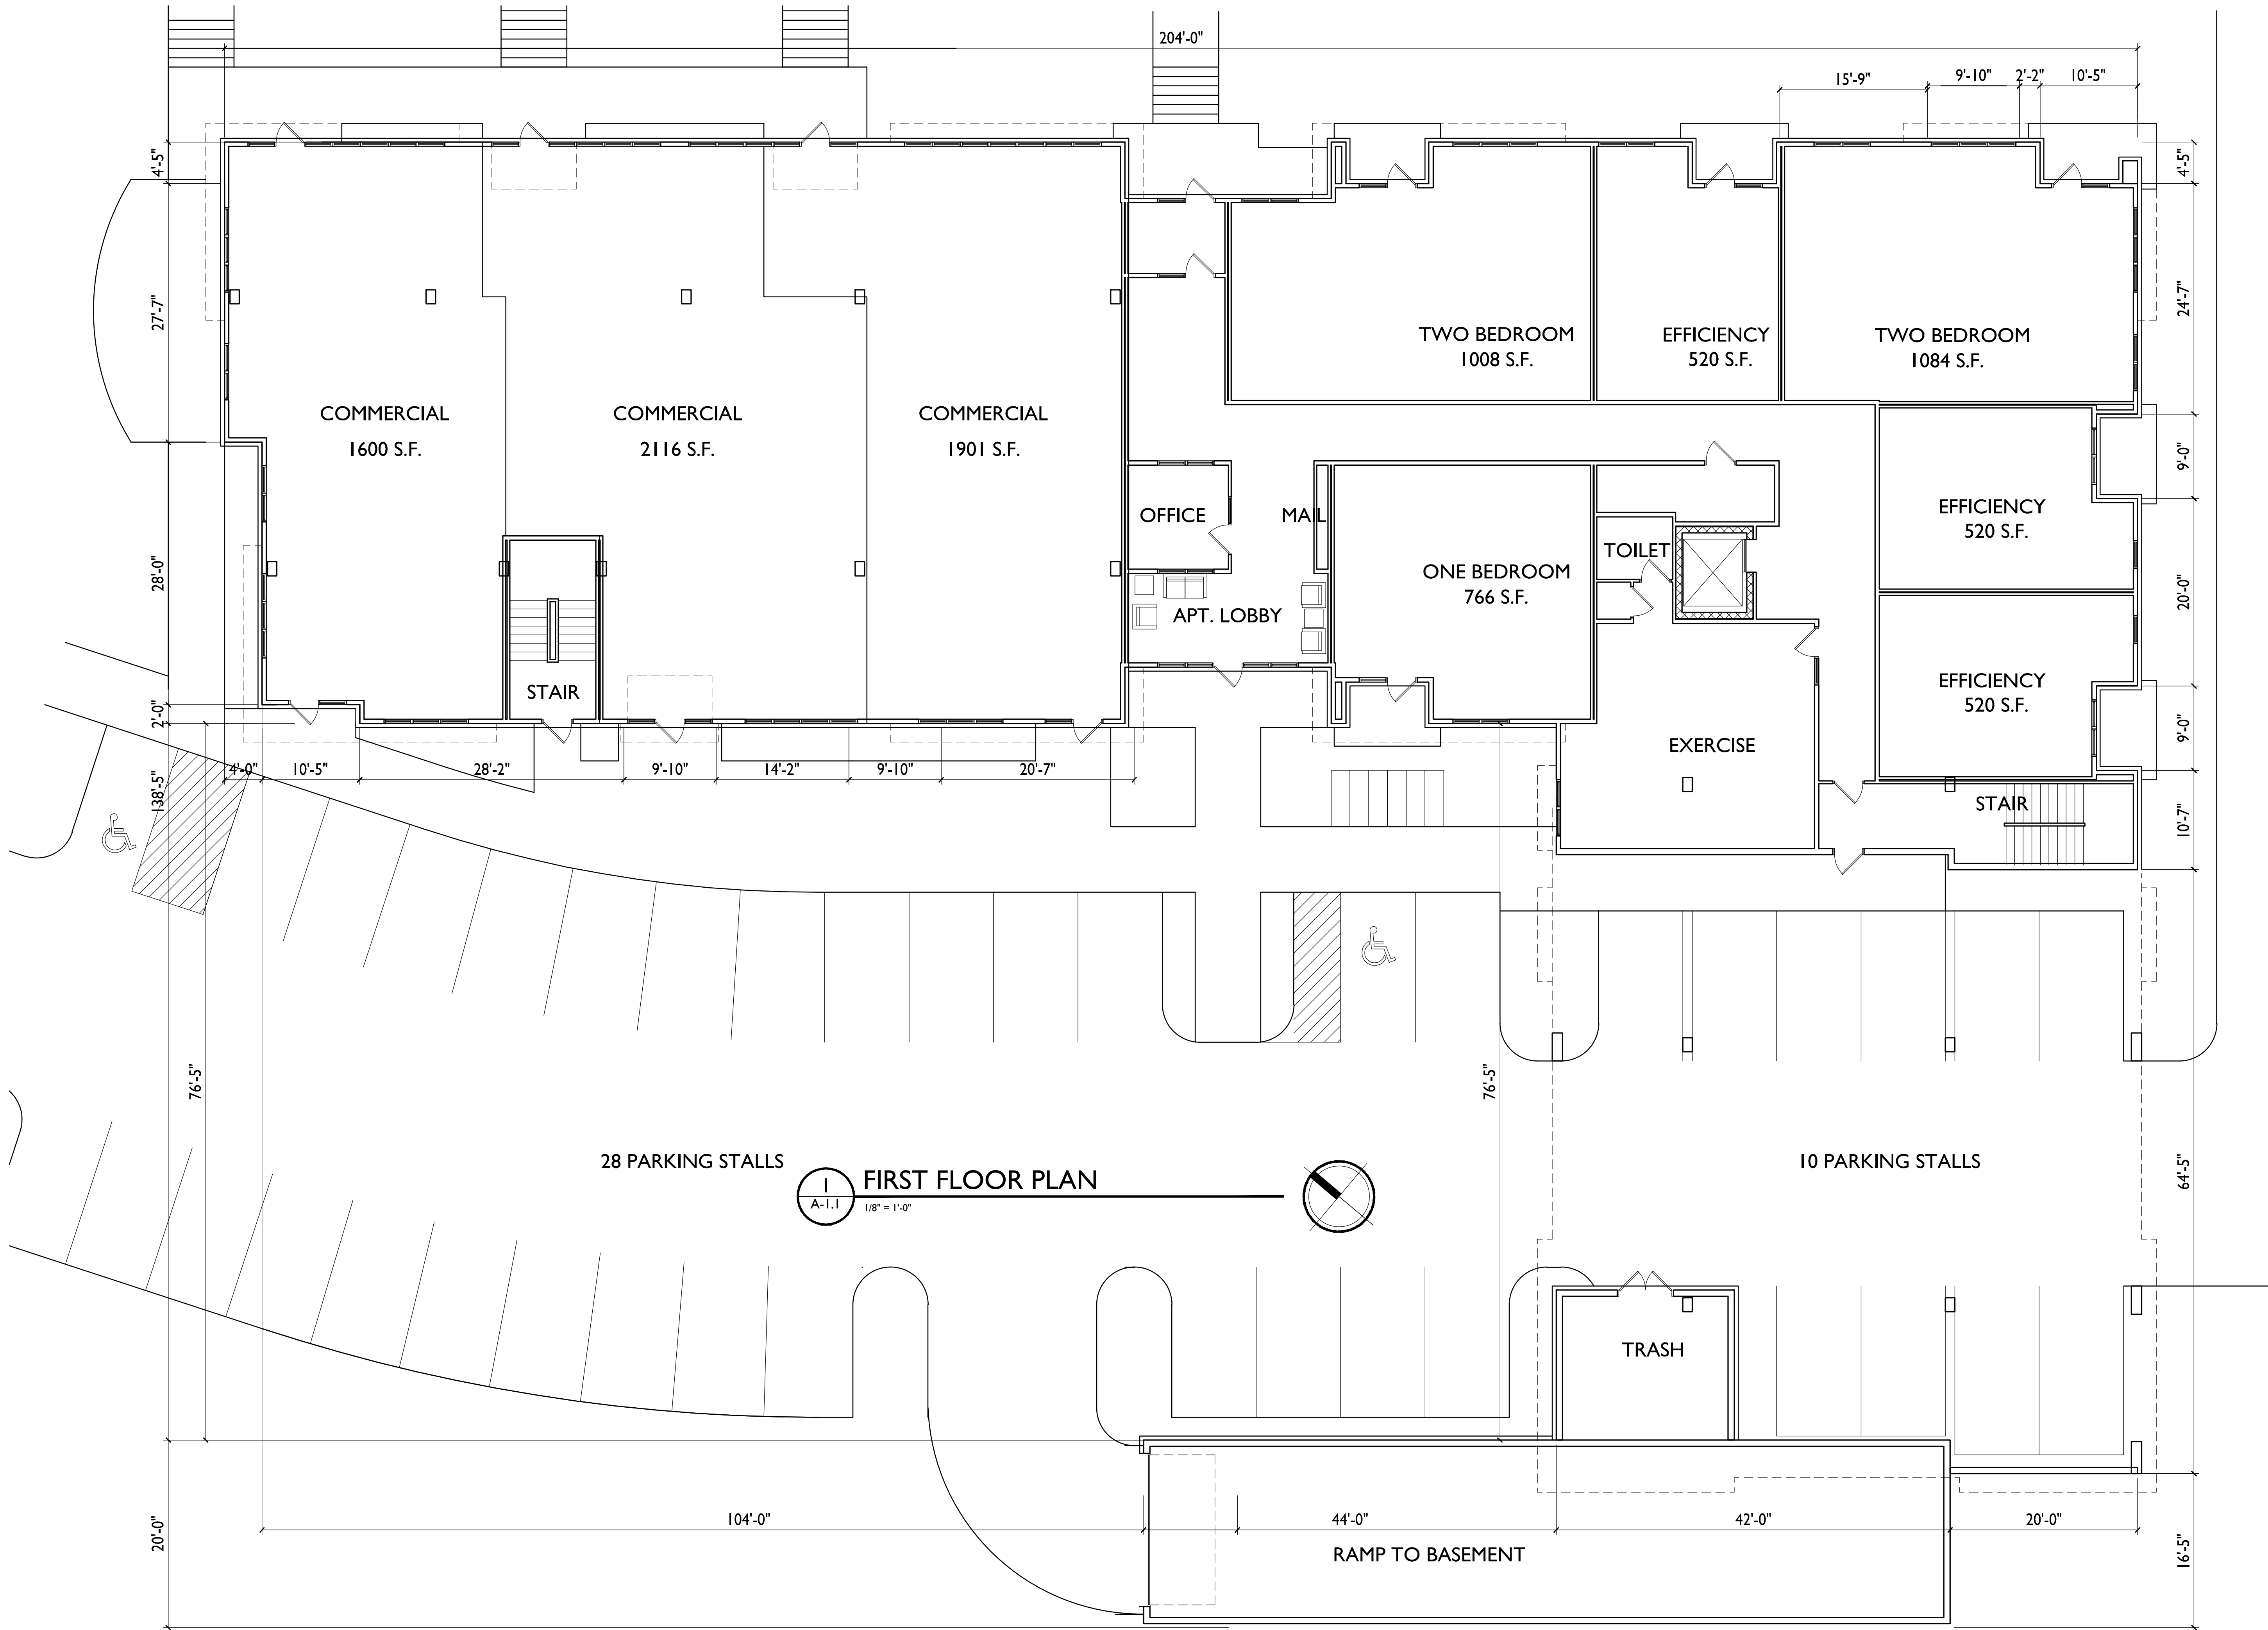 204'-0"
15'-9"
9'-10"
2'-2"
10'-5"
4'-5"
4'-5"
27'-7"
24'-7"
TWO BEDROOM
1008 S.F.
EFFICIENCY
520 S.F.
TWO BEDROOM
1084 S.F.
COMMERCIAL
1600 S.F.
COMMERCIAL
2116 S.F.
COMMERCIAL
1901 S.F.
9'-0"
OFFICE
MAIL
EFFICIENCY
520 S.F.
TOILET
28'-0"
ONE BEDROOM
766 S.F.
20'-0"
APT. LOBBY
STAIR
EFFICIENCY
520 S.F.
2'-0"
9'-0"
EXERCISE
4'-0"
10'-5"
28'-2"
9'-10"
14'-2"
9'-10"
20'-7"
138'-5"
STAIR
10'-7"
76'-5"
76'-5"
28 PARKING STALLS
10 PARKING STALLS
64'-5"
1
A-1.1
FIRST FLOOR PLAN
1/8" = 1'-0"
TRASH
104'-0"
44'-0"
42'-0"
20'-0"
20'-0"
RAMP TO BASEMENT
16'-5"